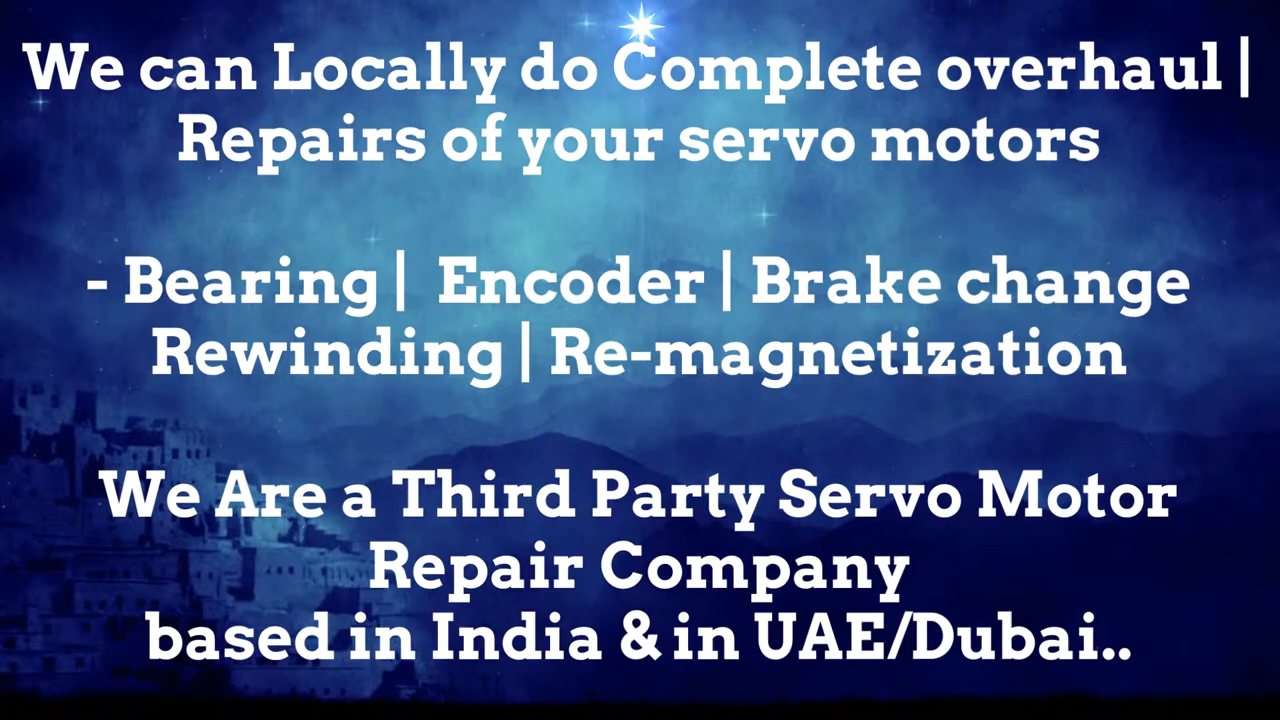 We can Locally do Complete overhaul |
Repairs of your servo motors
- Bearing | Encoder | Brake change
Rewinding | Re-magnetization
We Are a Third Party Servo Motor
Repair Company
based in India & in UAE/Dubai..